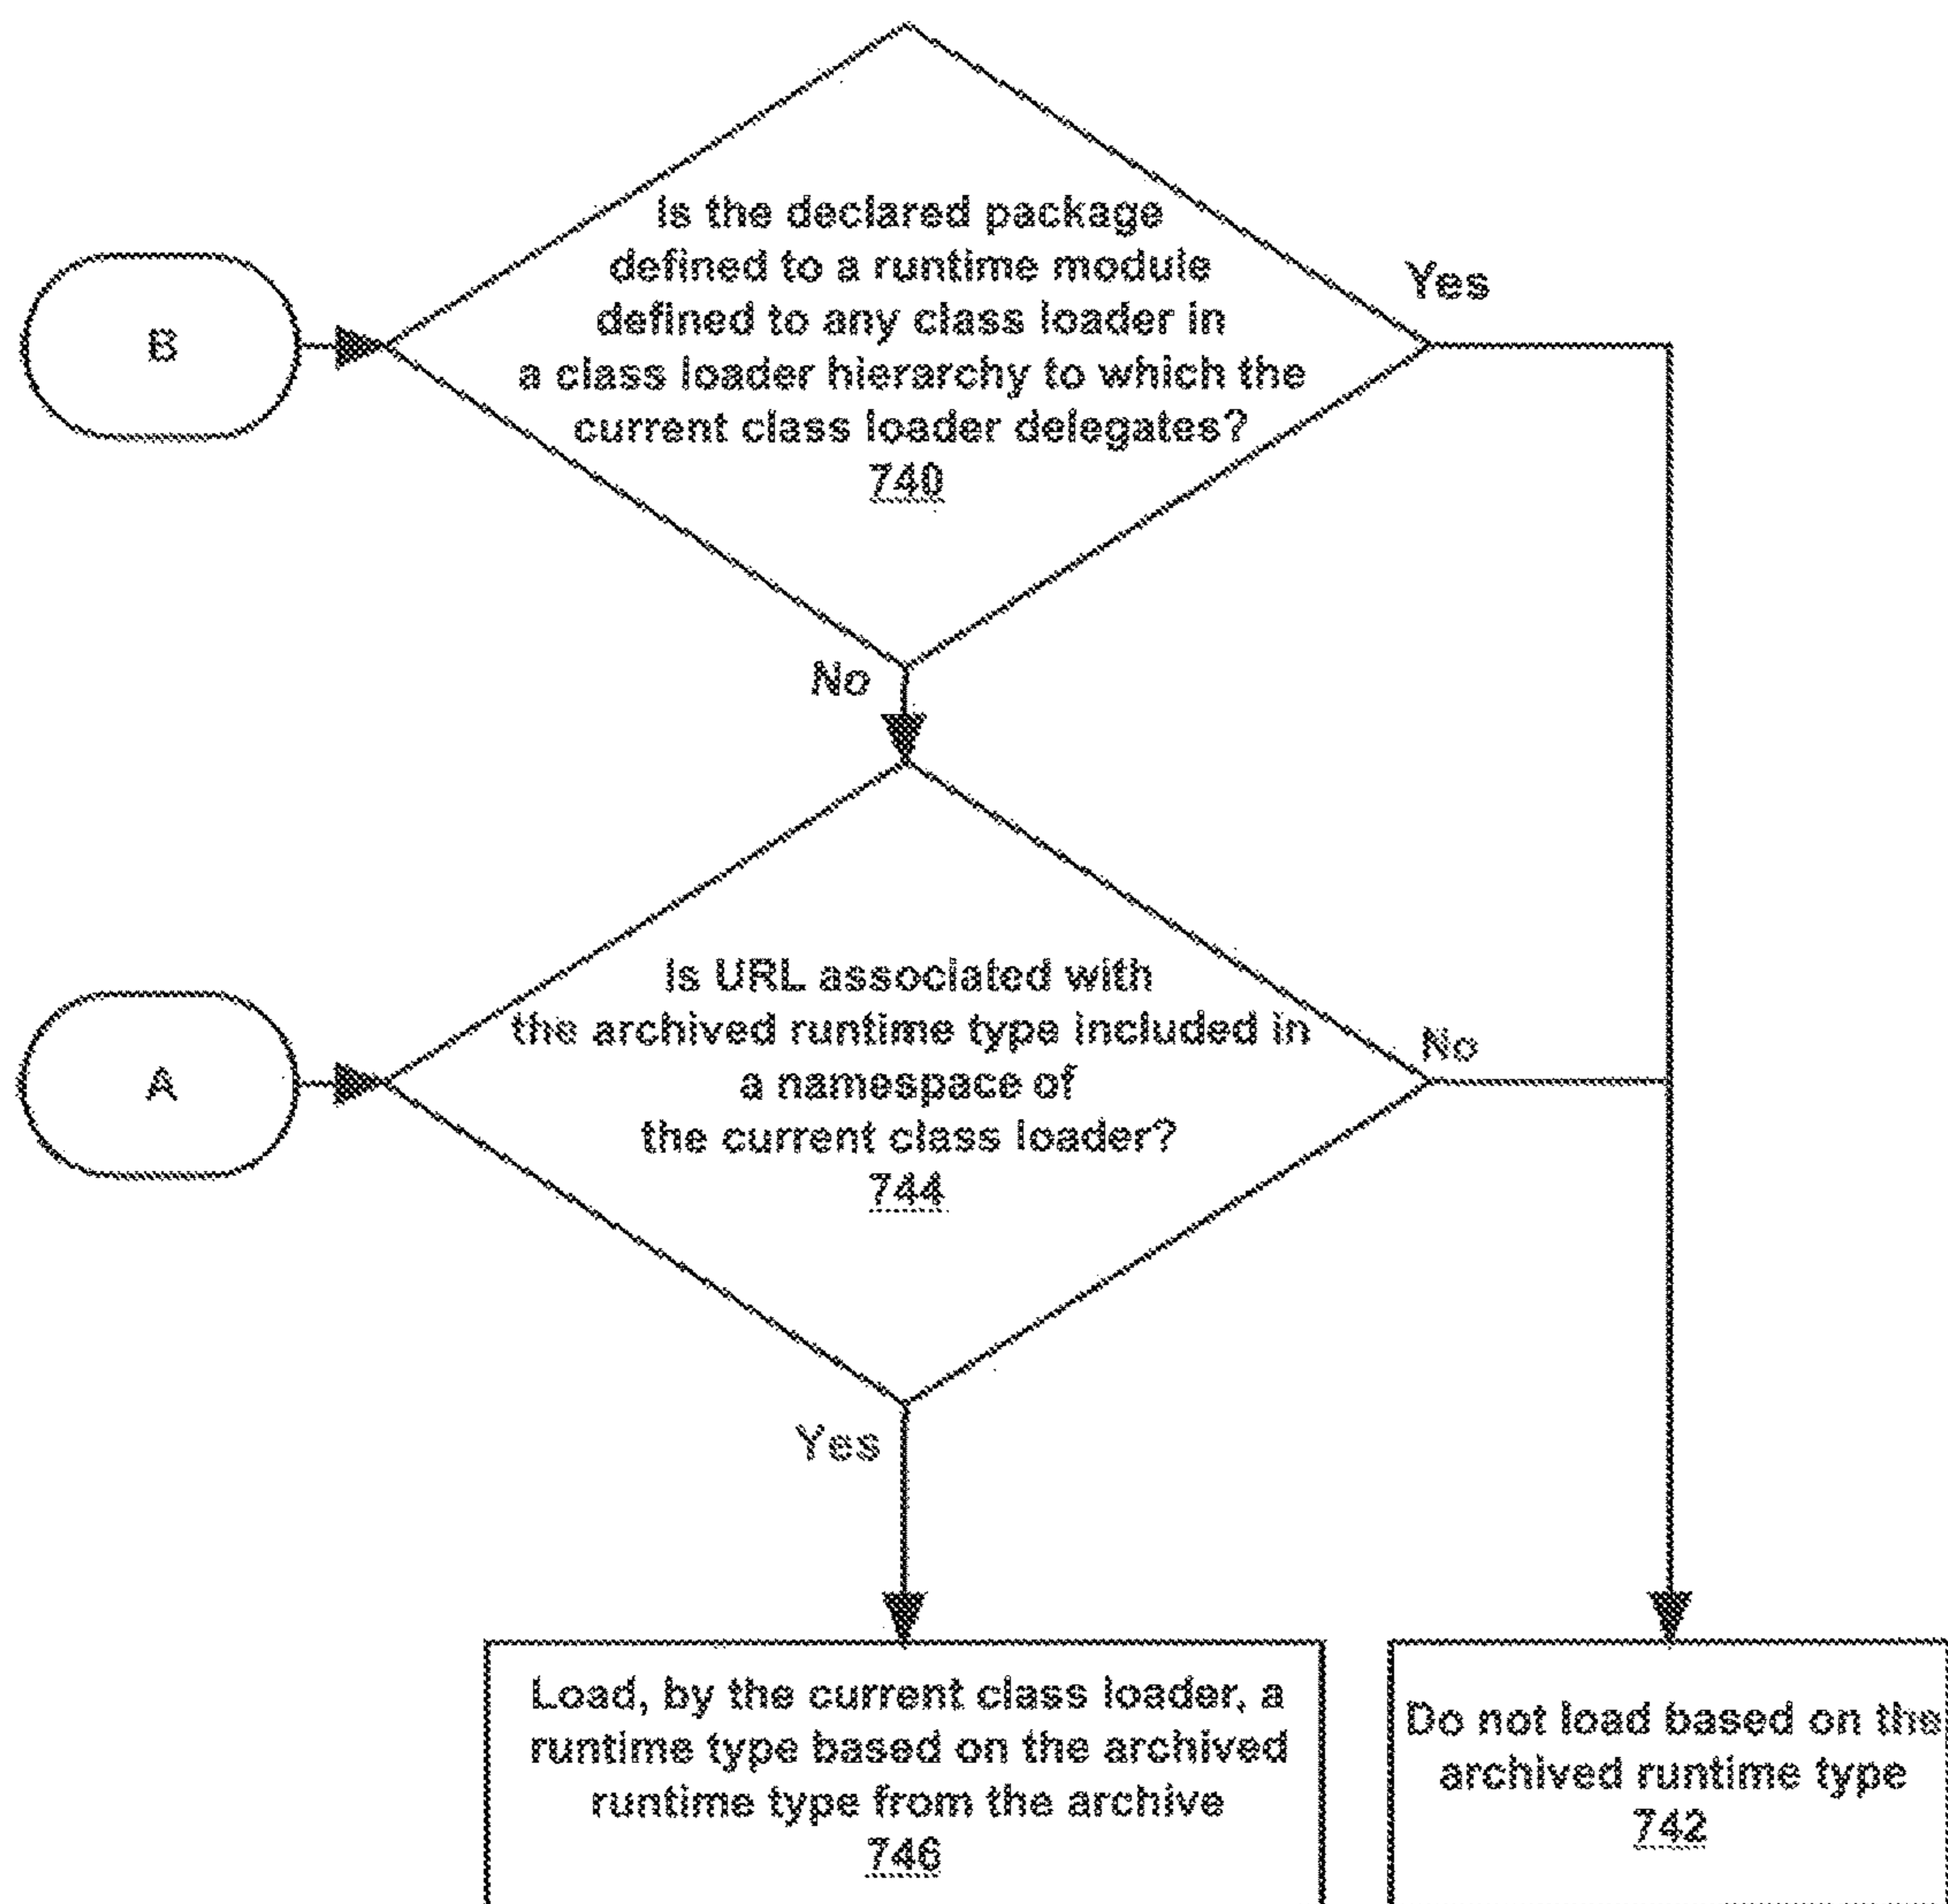 Is the declared package
defined to a runtime module
defined to any class loader in
a class loader hierarchy to which the
current class loader delegates?
740
B
Yes
No
Is URL associated with
the archived runtime type included in
a namespace of
the current class loader?
744
A
No
Yes
Load, by the current class loader, a
runtime type based on the archived
runtime type from the archive
746
Do not load based on the
archived runtime type
742